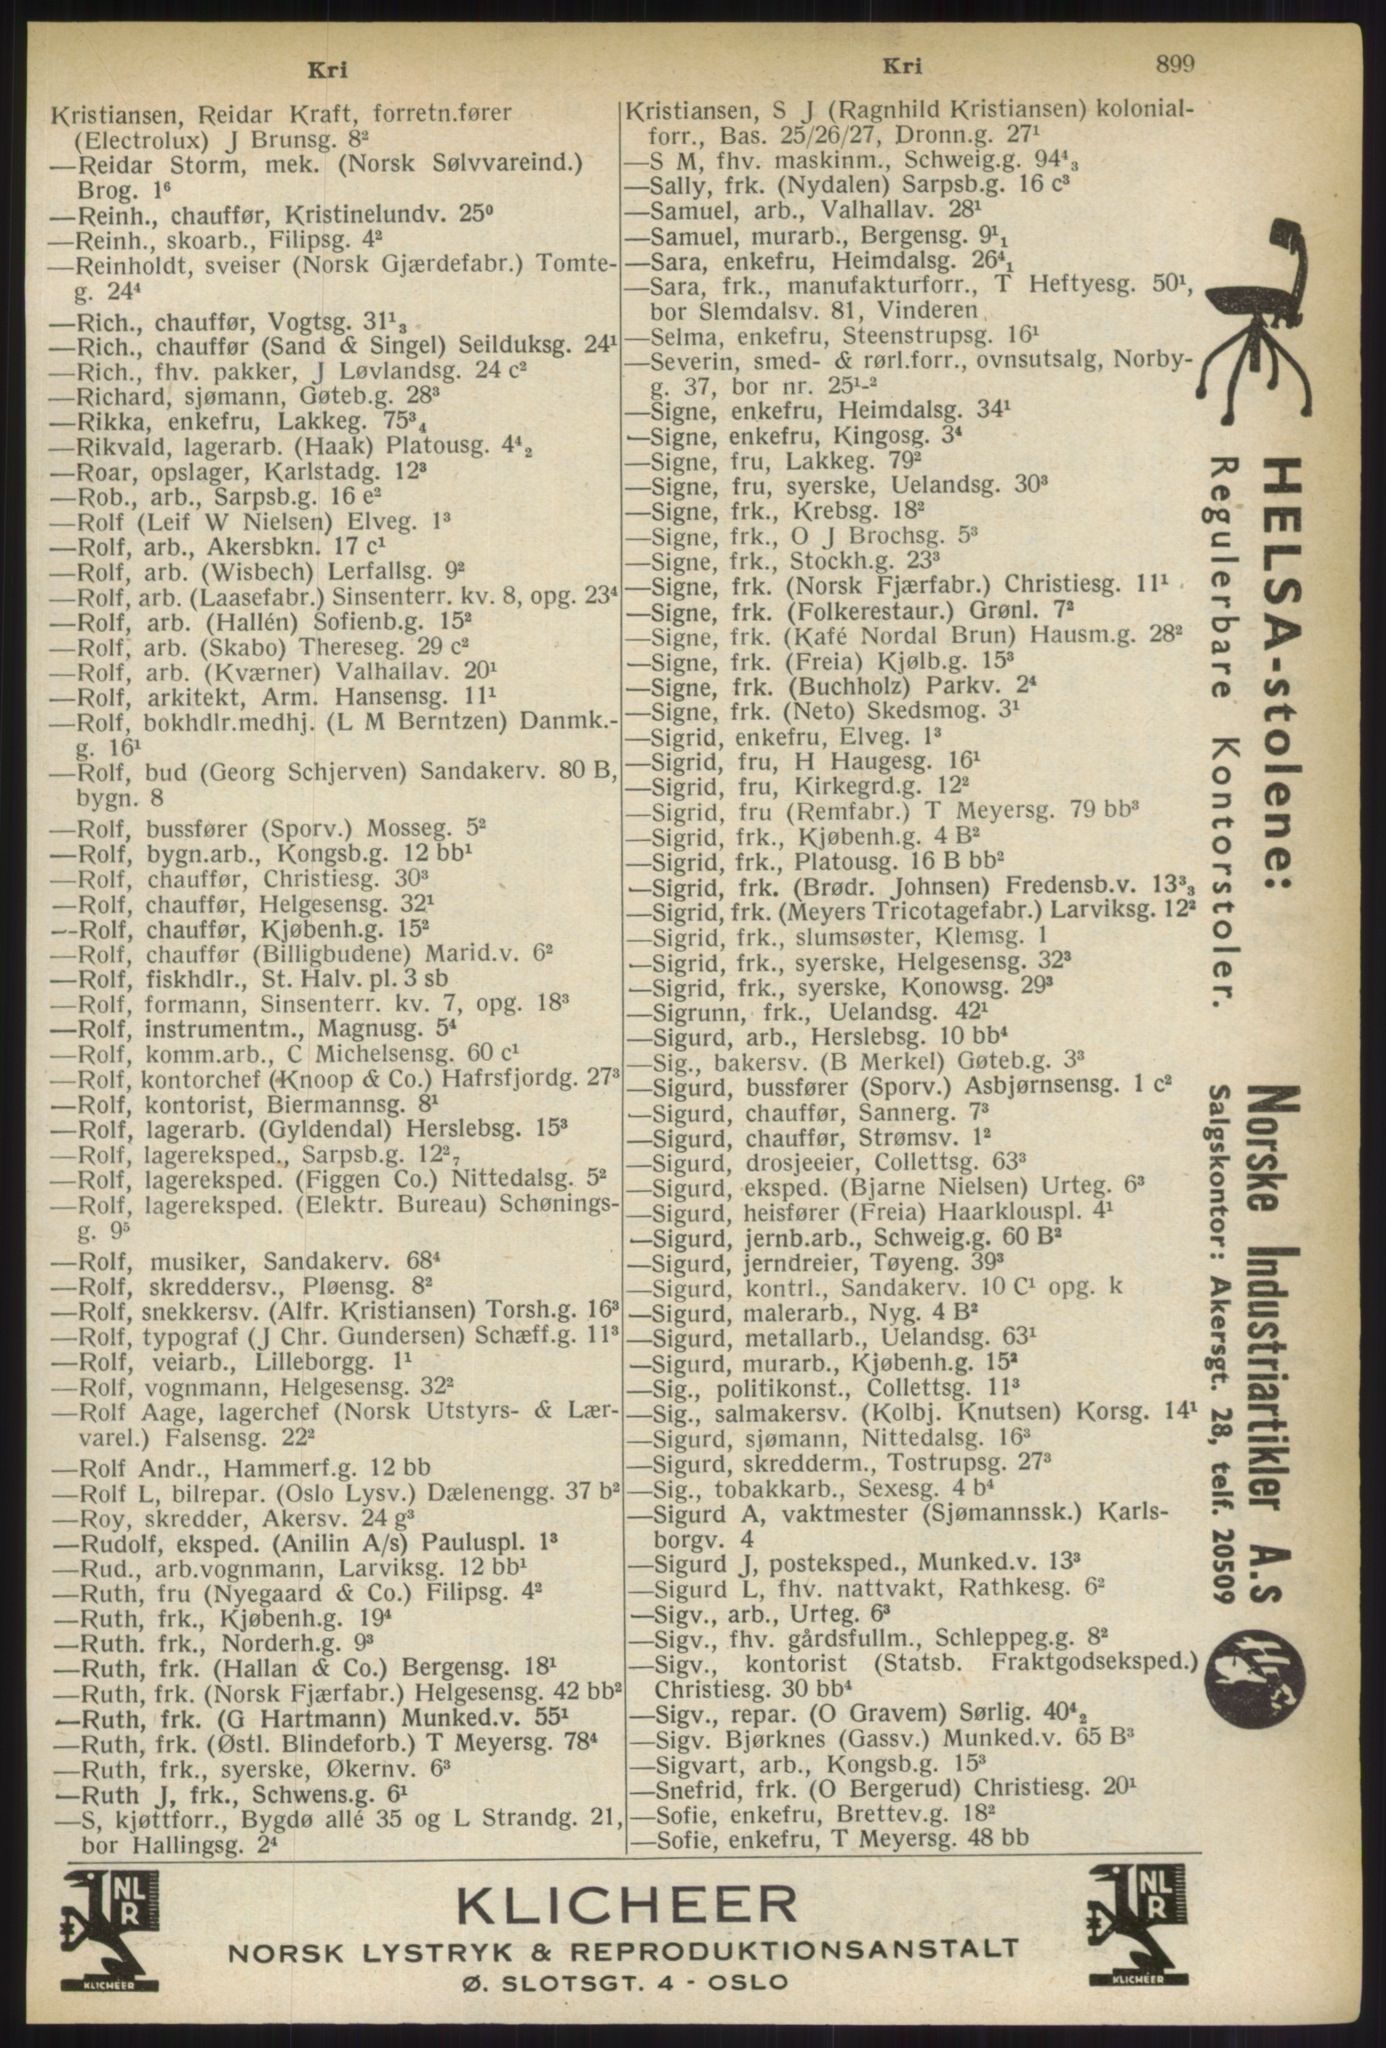 Kri
Kristiansen, Reidar Kraft, forretn.fører
(Electrolux) J Brunsg. 8²
—Reidar Storm, mek. (Norsk Sølvvareind.)
Brog. 1⁶
—Reinh., chauffør, Kristinelundv. 25⁰
—Reinh., skoarb., Filipsg. 4²
—Reinholdt, sveiser (Norsk Gjærdefabr.) Tomte-
g. 24⁴
—Rich., chauffør, Vogtsg. 31¹₃
—Rich., chauffør (Sand & Singel) Seilduksg. 24¹
—Rich., fhv. pakker, J Løvlandsg. 24 c²
—Richard, sjømann, Gøteb.g. 28³
—Rikka, enkefru, Lakkeg. 75³₄
—Rikvald, lagerarb. (Haak) Platousg. 4⁴₂
—Roar, opslager, Karlstadg. 12³
—Rob., arb., Sarpsb.g. 16 e²
—Rolf (Leif W Nielsen) Elveg. 1³
—Rolf, arb., Akersbkn. 17 c¹
—Rolf, arb. (Wisbech) Lerfallsg. 9²
—Rolf, arb. (Laasefabr.) Sinsenterr. kv. 8, opg. 23⁴
—Rolf, arb. (Hallén) Sofienb.g. 15²
—Rolf, arb. (Skabo) Thereseg. 29 c²
—Rolf, arb. (Kværner) Valhallav. 20¹
—Rolf, arkitekt, Arm. Hansensg. 11¹
—Rolf, bokhdlr.medhj. (L M Berntzen) Danmk.-
g. 16¹
—Rolf, bud (Georg Schjerven) Sandakerv. 80 B,
bygn. 8
—Rolf, bussfører (Sporv.) Mosseg. 5²
—Rolf, bygn.arb., Kongsb.g. 12 bb¹
—Rolf, chauffør, Christiesg. 30³
—Rolf, chauffør, Helgesensg. 32¹
—Rolf, chauffør, Kjøbenh.g. 15²
—Rolf, chauffør (Billigbudene) Marid.v. 6²
—Rolf, fiskhdlr., St. Halv. pl. 3 sb
—Rolf, formann, Sinsenterr. kv. 7, opg. 18³
—Rolf, instrumentm., Magnusg. 5⁴
—Rolf, komm.arb., C Michelsensg. 60 c¹
—Rolf, kontorchef (Knoop & Co.) Hafrsfjordg. 27³
—Rolf, kontorist, Biermannsg. 8¹
—Rolf, lagerarb. (Gyldendal) Herslebsg. 15³
—Rolf, lagereksped., Sarpsb.g. 12²₇
—Rolf, lagereksped. (Figgen Co.) Nittedalsg. 5²
—Rolf, lagereksped. (Elektr. Bureau) Schønings-
g. 9⁵
—Rolf, musiker, Sandakerv. 68⁴
—Rolf, skreddersv., Pløensg. 8²
—Rolf, snekkersv. (Alfr. Kristiansen) Torsh.g. 16³
—Rolf, typograf (J Chr. Gundersen) Schæff.g. 11³
—Rolf, veiarb., Lilleborgg. 1¹
—Rolf, vognmann, Helgesensg. 32²
—Rolf Aage, lagerchef (Norsk Utstyrs- & Lær-
varel.) Falsensg. 22²
—Rolf Andr., Hammerf.g. 12 bb
—Rolf L, bilrepar. (Oslo Lysv.) Dælenengg. 37 b²
—Roy, skredder, Akersv. 24 g³
—Rudolf, eksped. (Anilin A/s) Pauluspl. 1³
—Rud., arb.vognmann, Larviksg. 12 bb¹
—Ruth, fru (Nyegaard & Co.) Filipsg. 4²
—Ruth, frk., Kjøbenh.g. 19⁴
—Ruth. frk., Norderh.g. 9³
—Ruth, frk. (Hallan & Co.) Bergensg. 18¹
—Ruth, frk. (Norsk Fjærfabr.) Helgesensg. 42 bb²
—Ruth, frk. (G Hartmann) Munked.v. 55¹
—Ruth, frk. (Østl. Blindeforb.) T Meyersg. 78⁴
—Ruth, frk., syerske, Økernv. 6³
—Ruth J, frk., Schwens.g. 6¹
—S, kjøttforr., Bygdø allé 35 og L Strandg. 21,
bor Hallingsg. 2⁴
Kri 899
Kristiansen, S J (Ragnhild Kristiansen) kolonial-
forr., Bas. 25/26/27, Dronn.g. 27¹
—S M, fhv. maskinm., Schweig.g. 94⁴₃
—Sally, frk. (Nydalen) Sarpsb.g. 16 c³
—Samuel, arb., Valhallav. 28¹
—Samuel, murarb., Bergensg. 9¹₁
—Sara, enkefru, Heimdalsg. 26⁴₁
—Sara, frk., manufakturforr., T Heftyesg. 50¹,
bor Slemdalsv. 81, Vinderen
—Selma, enkefru, Steenstrupsg. 16¹
—Severin, smed- & rørl.forr., ovnsutsalg, Norby-
g. 37, bor nr. 25¹-²
—Signe, enkefru, Heimdalsg. 34¹
—Signe, enkefru, Kingosg. 3⁴
—Signe, fru, Lakkeg. 79²
—Signe, fru, syerske, Uelandsg. 30³
—Signe, frk., Krebsg. 18²
—Signe, frk., O J Brochsg. 5³
—Signe, frk., Stockh.g. 23³
—Signe, frk. (Norsk Fjærfabr.) Christiesg. 11¹
—Signe, frk. (Folkerestaur.) Grønl. 7²
—Signe, frk. (Kafé Nordal Brun) Hausm.g. 28²
—Signe, frk. (Freia) Kjølb.g. 15³
—Signe, frk. (Buchholz) Parkv. 2⁴
—Signe, frk. (Neto) Skedsmog. 3¹
—Sigrid, enkefru, Elveg. 1³
—Sigrid, fru, H Haugesg. 16¹
—Sigrid, fru, Kirkegrd.g. 12²
—Sigrid, fru (Remfabr.) T Meyersg. 79 bb³
—Sigrid, frk., Kjøbenh.g. 4 B²
—Sigrid, frk., Platousg. 16 B bb²
—Sigrid, frk. (Brødr. Johnsen) Fredensb.v. 13³₃
—Sigrid, frk. (Meyers Tricotagefabr.) Larviksg. 12²
—Sigrid, frk., slumsøster, Klemsg. 1
—Sigrid, frk., syerske, Helgesensg. 32³
—Sigrid, frk., syerske, Konowsg. 29³
—Sigrunn, frk., Uelandsg. 42¹
—Sigurd, arb., Herslebsg. 10 bb⁴
—Sig., bakersv. (B Merkel) Gøteb.g. 3³
—Sigurd, bussfører (Sporv.) Asbjørnsensg. 1 c²
—Sigurd, chauffør, Sannerg. 7³
—Sigurd, chauffør, Strømsv. 1²
—Sigurd, drosjeeier, Collettsg. 63³
—Sigurd, eksped. (Bjarne Nielsen) Urteg. 6³
—Sigurd, heisfører (Freia) Haarklouspl. 4¹
—Sigurd, jernb.arb., Schweig.g. 60 B²
—Sigurd, jerndreier, Tøyeng. 39³
—Sigurd, kontrl., Sandakerv. 10 C¹ opg. k
—Sigurd, malerarb., Nyg. 4 B²
—Sigurd, metallarb., Uelandsg. 63¹
—Sigurd, murarb., Kjøbenh.g. 15²
—Sig., politikonst., Collettsg. 11³
—Sig., salmakersv. (Kolbj. Knutsen) Korsg. 14¹
—Sigurd, sjømann, Nittedalsg. 16³
—Sigurd, skredderm., Tostrupsg. 27³
—Sig., tobakkarb., Sexesg. 4 b⁴
—Sigurd A, vaktmester (Sjømannssk.) Karls-
borgv. 4
—Sigurd J, posteksped., Munked.v. 13³
—Sigurd L, fhv. nattvakt, Rathkesg. 6²
—Sigv., arb., Urteg. 6³
—Sigv., fhv. gårdsfullm., Schleppeg.g. 8²
—Sigv., kontorist (Statsb. Fraktgodseksped.)
Christiesg. 30 bb⁴
—Sigv., repar. (O Gravem) Sørlig. 40⁴₂
—Sigv. Bjørknes (Gassv.) Munked.v. 65 B³
—Sigvart, arb., Kongsb.g. 15³
—Snefrid, frk. (O Bergerud) Christiesg. 20¹
—Sofie, enkefru, Brettev.g. 18²
—Sofie, enkefru, T Meyersg. 48 bb
HELSA-stolene:
Regulerbare Kontorstoler.
NORSKE INDUSTRIARTIKLER A.S
Salgskontor: Akersgt. 28, telf. 20509
NLR
KLICHEER
KLICHEER
NORSK LYSTRYK & REPRODUKTIONSANSTALT
Ø. SLOTSGT. 4 - OSLO
NLR
KLICHEER